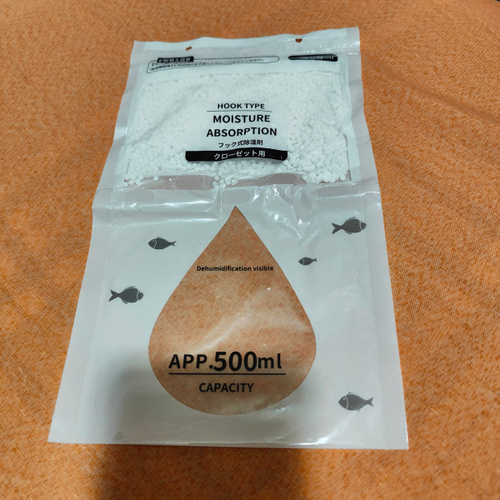 HOOK TYPE
MOISTURE
ABSORPTION
フック式除湿剤
クローゼット用
Dehumidification visible
APP.500ml
CAPACITY